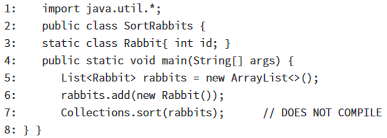 1: import java.util.*;
2: public class SortRabbits {
3: static class Rabbit{ int id; }
4: public static void main(String[] args) {
5: List<Rabbit> rabbits = new ArrayList<>();
6: rabbits.add(new Rabbit());
7: Collections.sort(rabbits); // DOES NOT COMPILE
8: } }